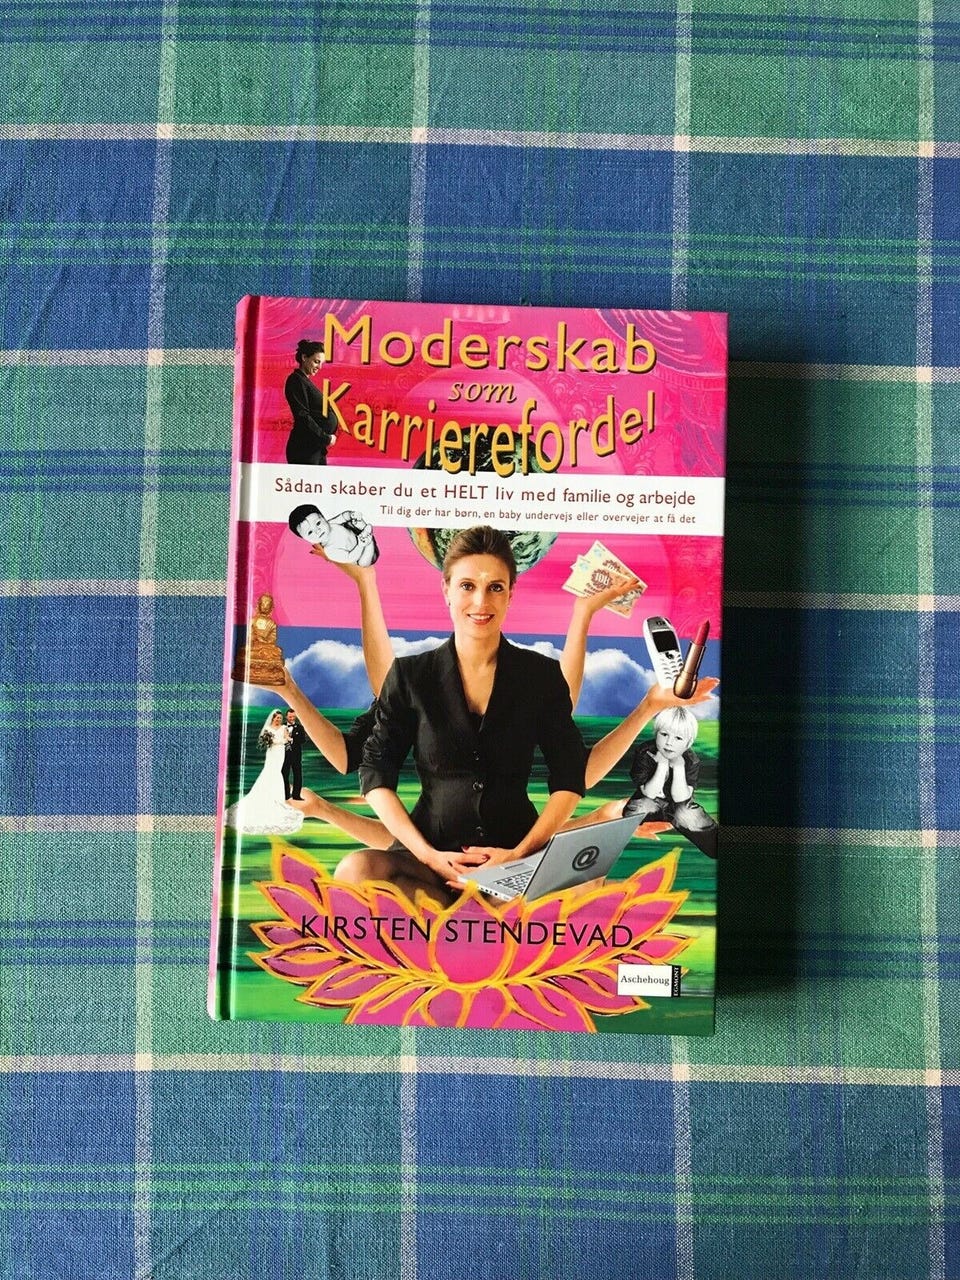 Moderskab
som
Karrierefordel
Sådan skaber du et HELT liv med familie og arbejde
Til dig der har børn, en baby undervejs eller overvejer at få det
@
KIRSTEN STENDEVAD
Aschehoug
EGMONT